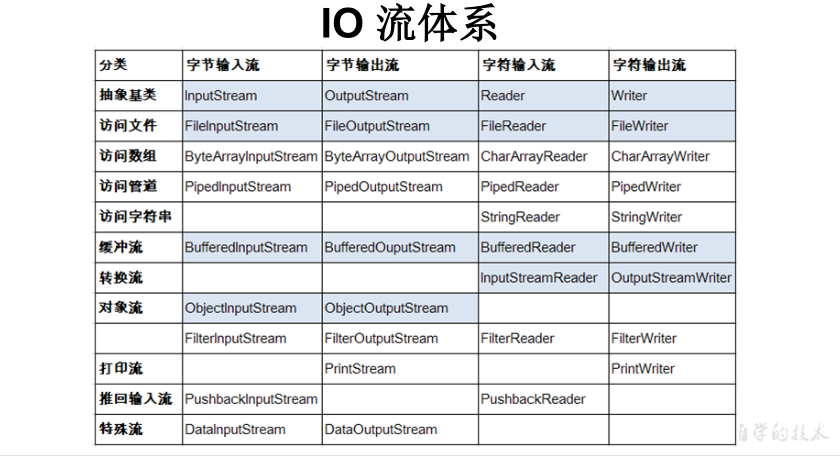 IO 流体系
分类 字节输入流 字节输出流 字符输入流 字符输出流
抽象基类 InputStream OutputStream Reader Writer
访问文件 FileInputStream FileOutputStream FileReader FileWriter
访问数组 ByteArrayInputStream ByteArrayOutputStream CharArrayReader CharArrayWriter
访问管道 PipedInputStream PipedOutputStream PipedReader PipedWriter
访问字符串 StringReader StringWriter
缓冲流 BufferedInputStream BufferedOuputStream BufferedReader BufferedWriter
转换流 InputStreamReader OutputStreamWriter
对象流 ObjectInputStream ObjectOutputStream
FilterInputStream FilterOutputStream FilterReader FilterWriter
打印流 PrintStream PrintWriter
推回输入流 PushbackInputStream PushbackReader
特殊流 DataInputStream DataOutputStream
学的技术